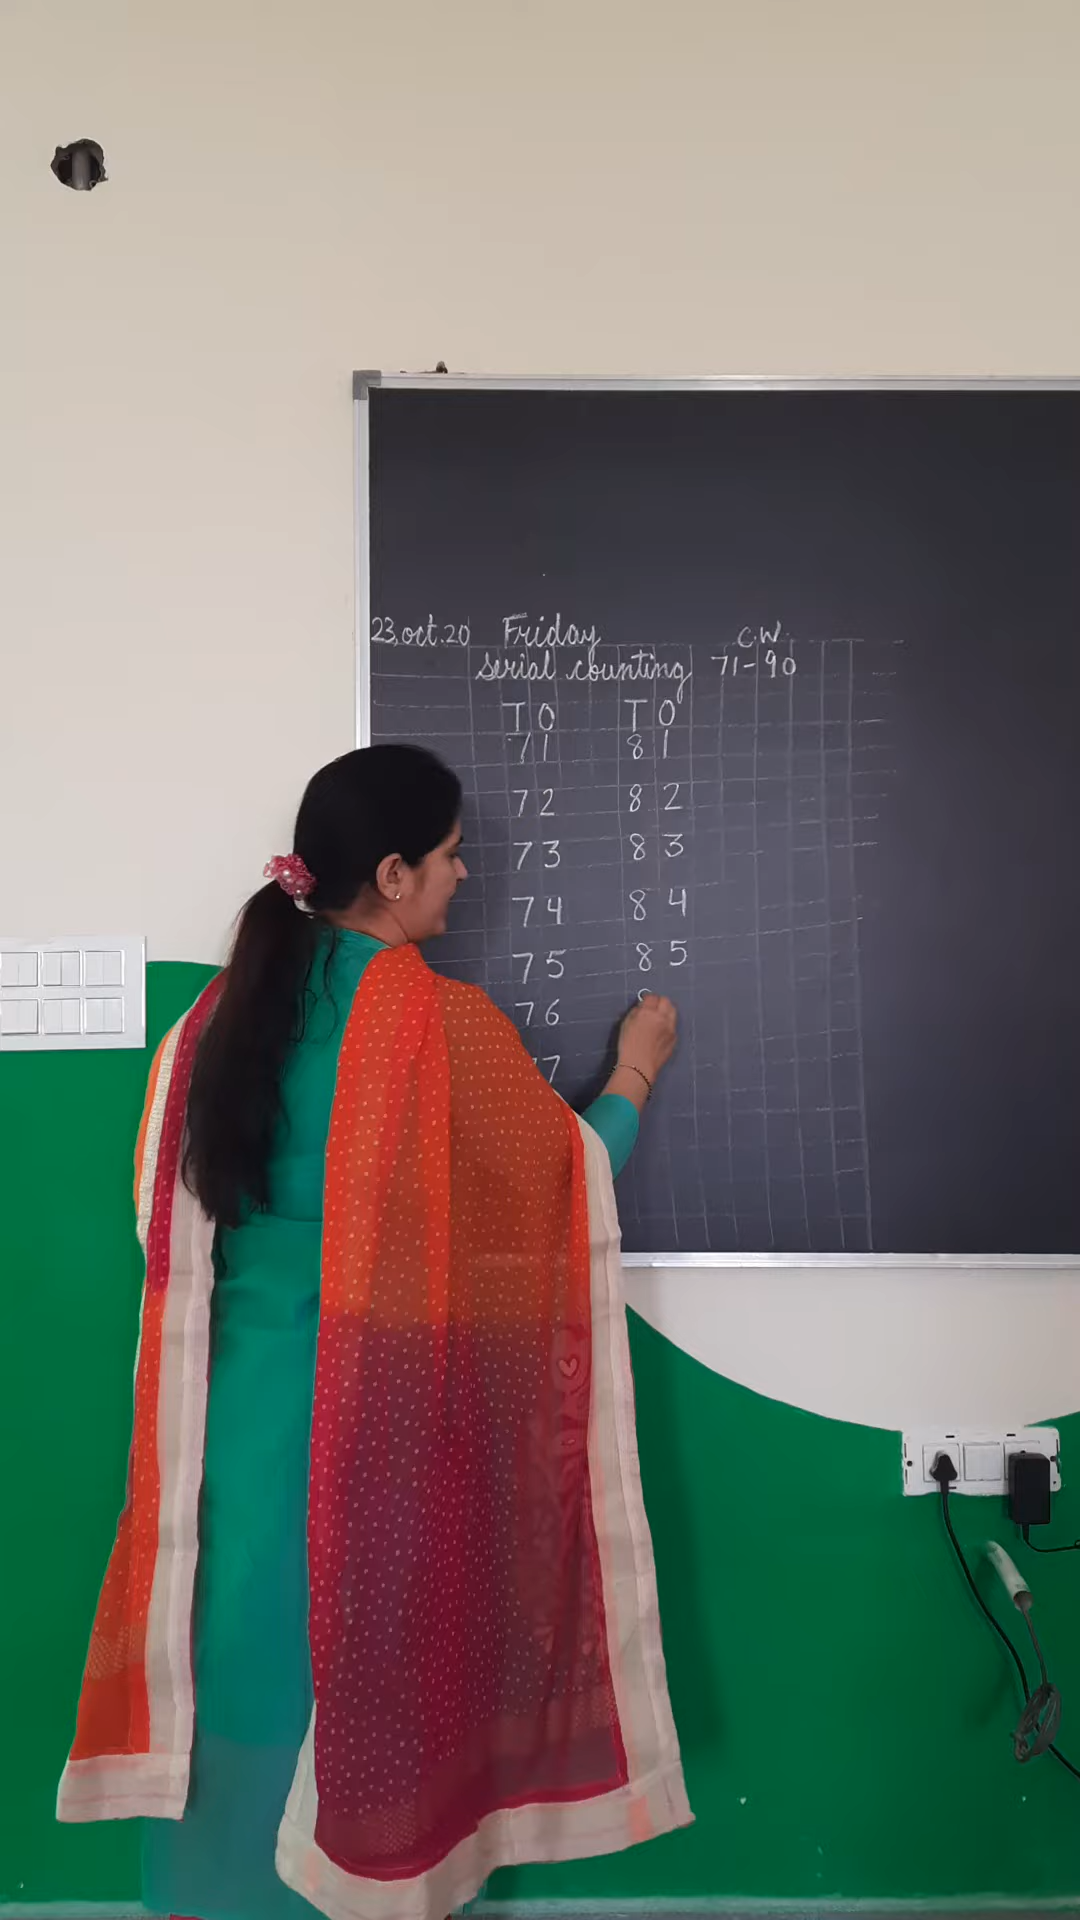 23, oct. 20 Friday C.W.
serial counting 71-90
T O T O
71 81
72 82
73 83
74 84
75 85
76
7